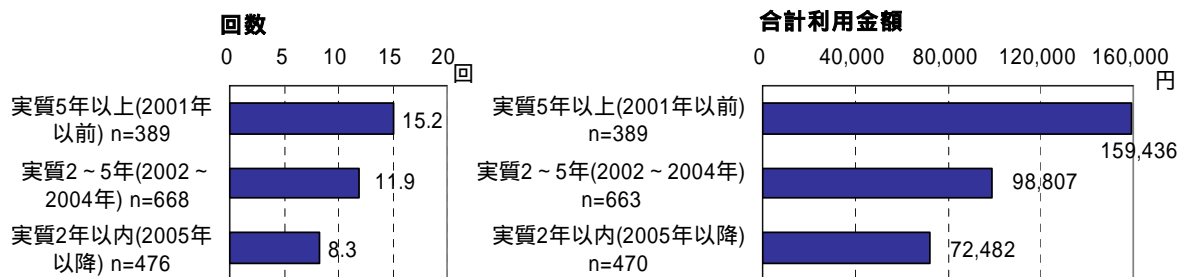 回数
0 5 10 15 20
回
実質5年以上(2001年
以前) n=389
15.2
実質2~5年(2002~
2004年) n=668
11.9
実質2年以内(2005年
以降) n=476
8.3
合計利用金額
0 40,000 80,000 120,000 160,000
円
実質5年以上(2001年以前)
n=389
159,436
実質2~5年(2002~2004年)
n=663
98,807
実質2年以内(2005年以降)
n=470
72,482